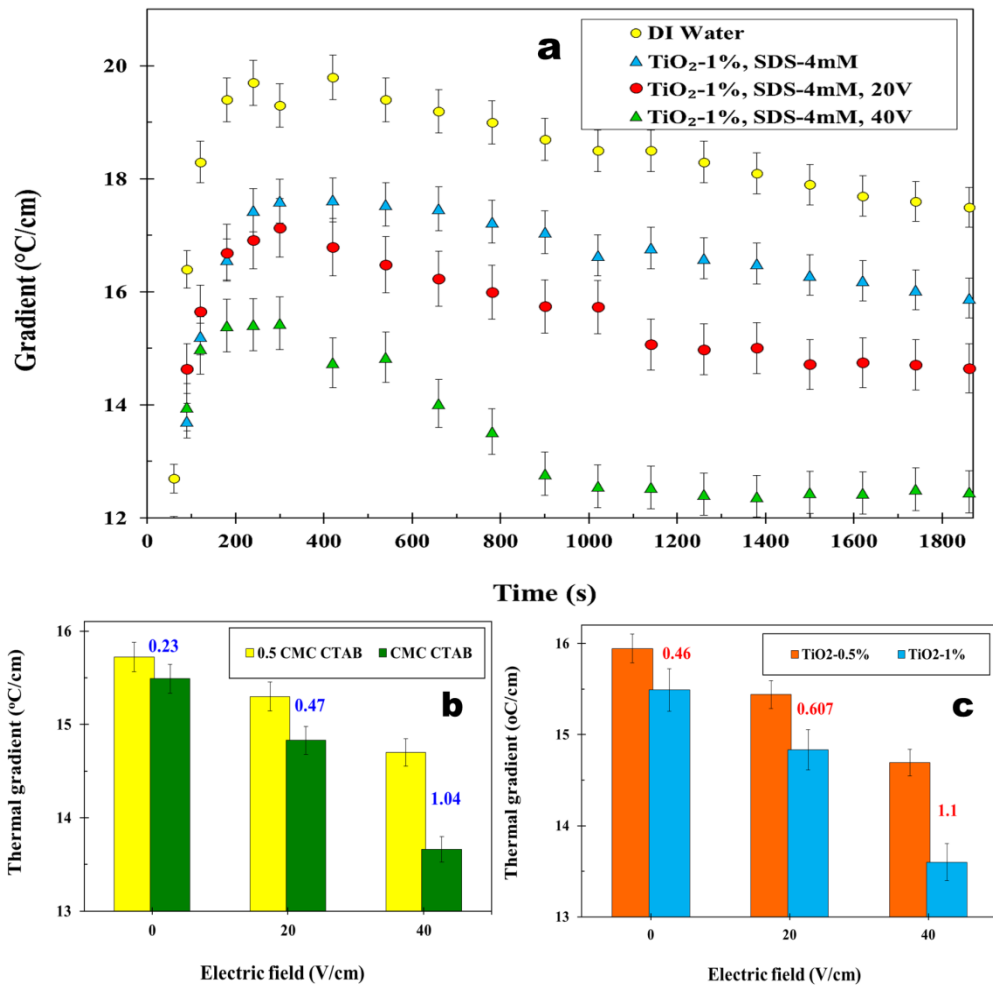 a
DI Water
TiO₂-1%, SDS-4mM
TiO₂-1%, SDS-4mM, 20V
TiO₂-1%, SDS-4mM, 40V
Gradient (°C/cm)
20
18
16
14
12
0 200 400 600 800 1000 1200 1400 1600 1800
Time (s)
b
0.5 CMC CTAB CMC CTAB
Thermal gradient (°C/cm)
16
15
14
13
0.23
0.47
1.04
0 20 40
Electric field (V/cm)
c
TiO2-0.5% TiO2-1%
Thermal gradient (oC/cm)
16
15
14
13
0.46
0.607
1.1
0 20 40
Electric field (V/cm)